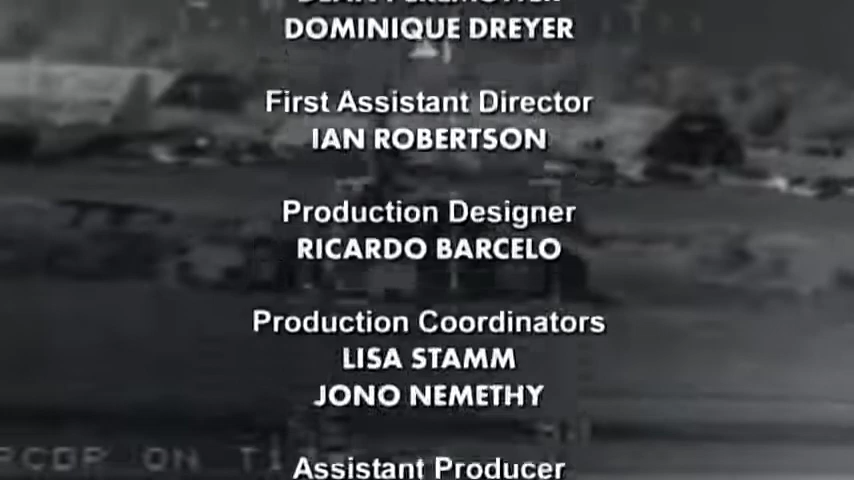 DOMINIQUE DREYER
First Assistant Director
IAN ROBERTSON
Production Designer
RICARDO BARCELO
Production Coordinators
LISA STAMM
JONO NEMETHY
ON
Assistant Producer